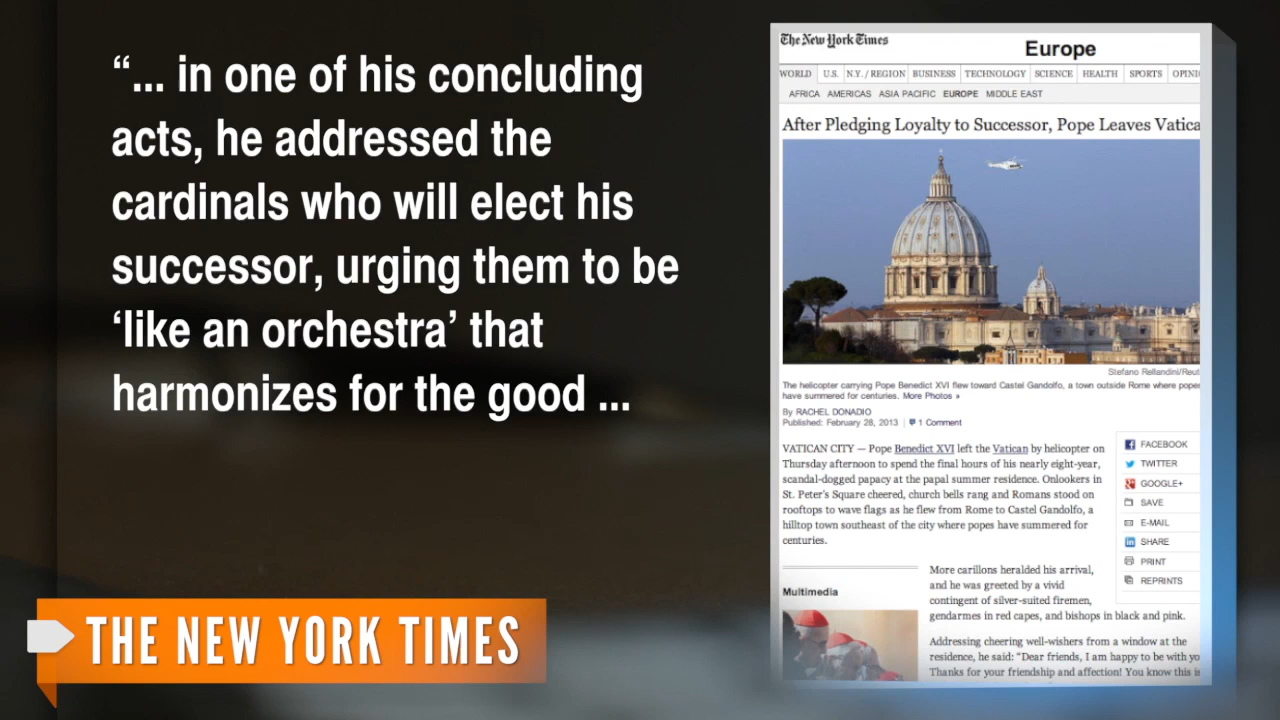 “... in one of his concluding
acts, he addressed the
cardinals who will elect his
successor, urging them to be
‘like an orchestra’ that
harmonizes for the good ...
THE NEW YORK TIMES
The New York Times
Europe
WORLD U.S. N.Y. / REGION BUSINESS TECHNOLOGY SCIENCE HEALTH SPORTS OPINI
AFRICA AMERICAS ASIA PACIFIC EUROPE MIDDLE EAST
After Pledging Loyalty to Successor, Pope Leaves Vatica
Stefano Rellandini/Reut
The helicopter carrying Pope Benedict XVI flew toward Castel Gandolfo, a town outside Rome where pope
have summered for centuries. More Photos »
By RACHEL DONADIO
Published: February 28, 2013 1 Comment
VATICAN CITY — Pope Benedict XVI left the Vatican by helicopter on
Thursday afternoon to spend the final hours of his nearly eight-year,
scandal-dogged papacy at the papal summer residence. Onlookers in
St. Peter's Square cheered, church bells rang and Romans stood on
rooftops to wave flags as he flew from Rome to Castel Gandolfo, a
hilltop town southeast of the city where popes have summered for
centuries.
FACEBOOK
TWITTER
GOOGLE+
SAVE
E-MAIL
SHARE
PRINT
REPRINTS
Multimedia
More carillons heralded his arrival,
and he was greeted by a vivid
contingent of silver-suited firemen,
gendarmes in red capes, and bishops in black and pink.
Addressing cheering well-wishers from a window at the
residence, he said: “Dear friends, I am happy to be with yo
Thanks for your friendship and affection! You know this is